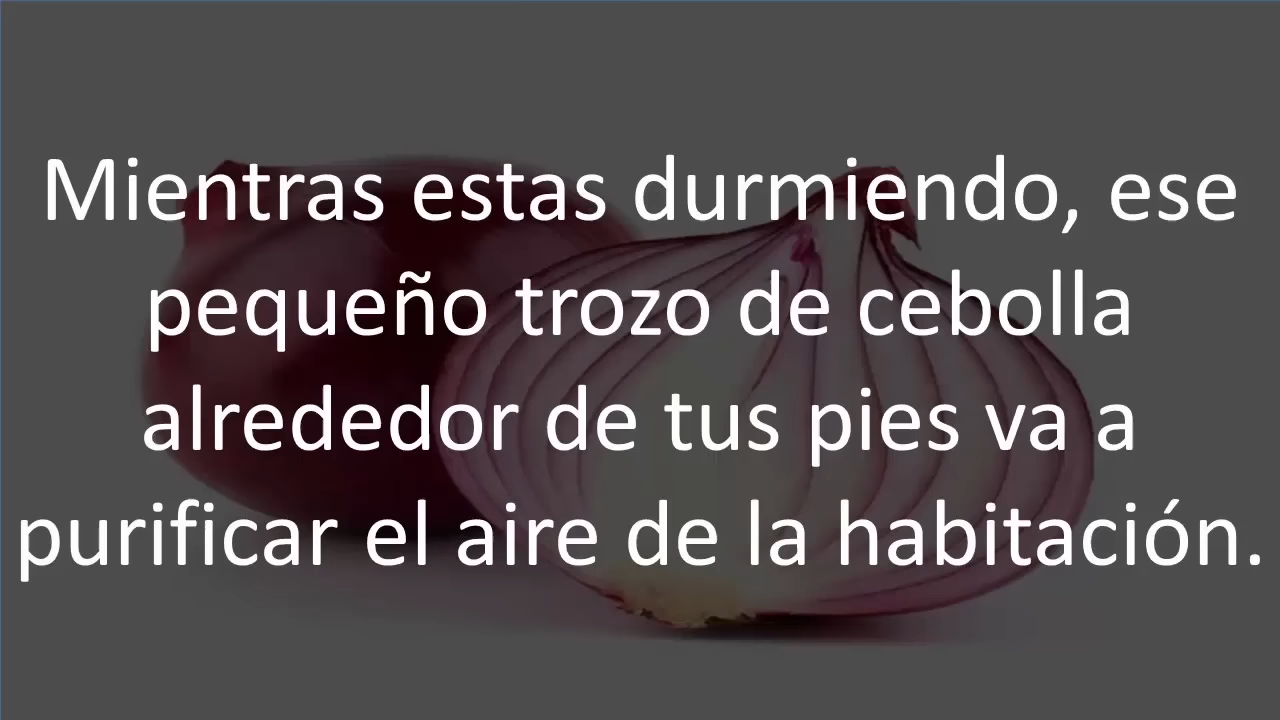 Mientras estas durmiendo, ese
pequeño trozo de cebolla
alrededor de tus pies va a
purificar el aire de la habitación.